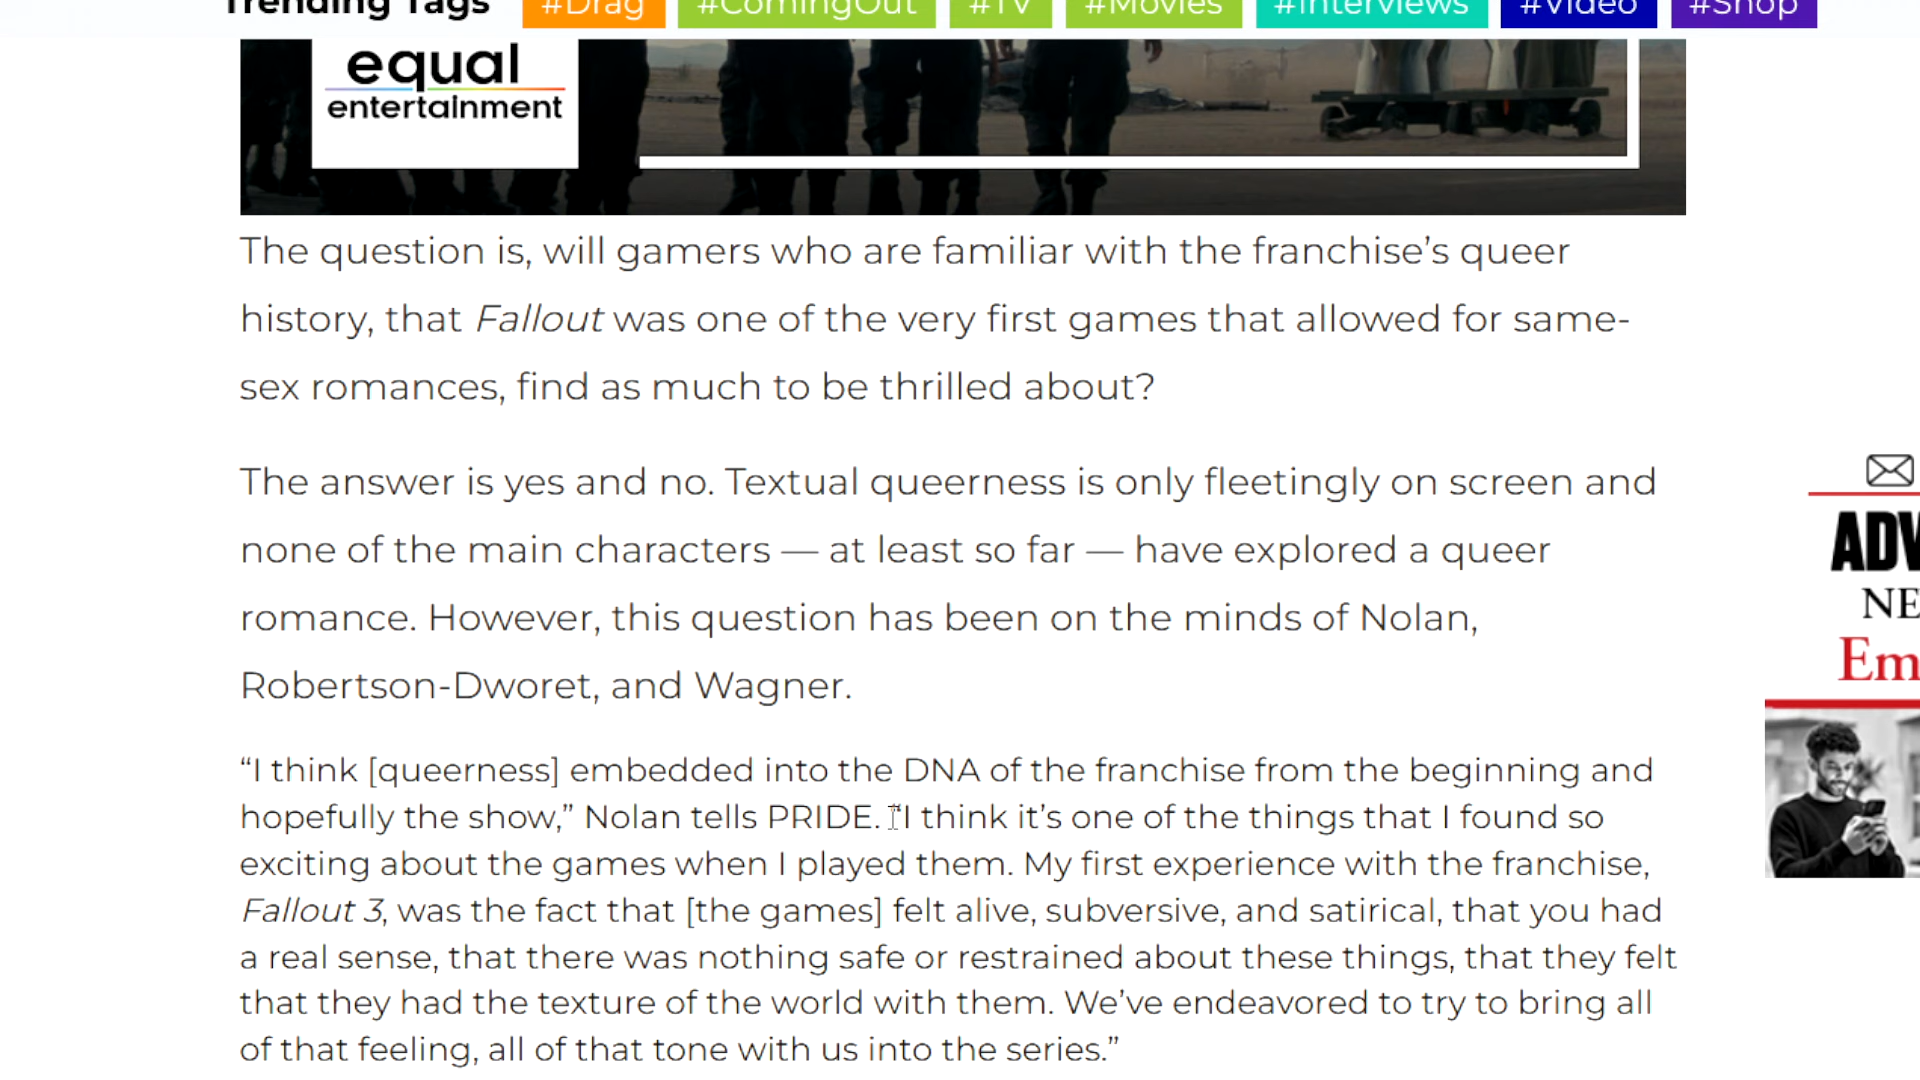 Trending Tags #Drag #ComingOut #TV #Movies #Interviews #Video #Shop
equal
entertainment
The question is, will gamers who are familiar with the franchise’s queer
history, that Fallout was one of the very first games that allowed for same-
sex romances, find as much to be thrilled about?
The answer is yes and no. Textual queerness is only fleetingly on screen and
none of the main characters — at least so far — have explored a queer
romance. However, this question has been on the minds of Nolan,
Robertson-Dworet, and Wagner.
“I think [queerness] embedded into the DNA of the franchise from the beginning and
hopefully the show,” Nolan tells PRIDE. “I think it’s one of the things that I found so
exciting about the games when I played them. My first experience with the franchise,
Fallout 3, was the fact that [the games] felt alive, subversive, and satirical, that you had
a real sense, that there was nothing safe or restrained about these things, that they felt
that they had the texture of the world with them. We’ve endeavored to try to bring all
of that feeling, all of that tone with us into the series.”
ADV
NE
Em